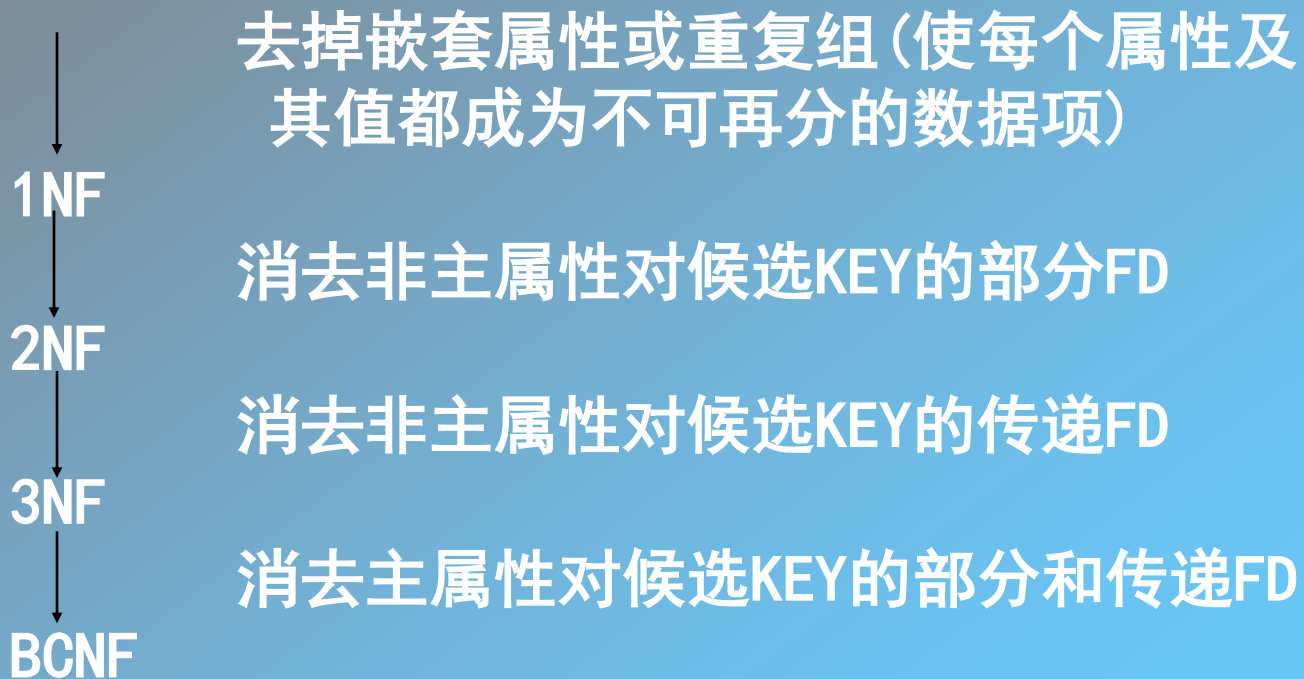 去掉嵌套属性或重复组(使每个属性及
其值都成为不可再分的数据项)
1NF
消去非主属性对候选KEY的部分FD
2NF
消去非主属性对候选KEY的传递FD
3NF
消去主属性对候选KEY的部分和传递FD
BCNF